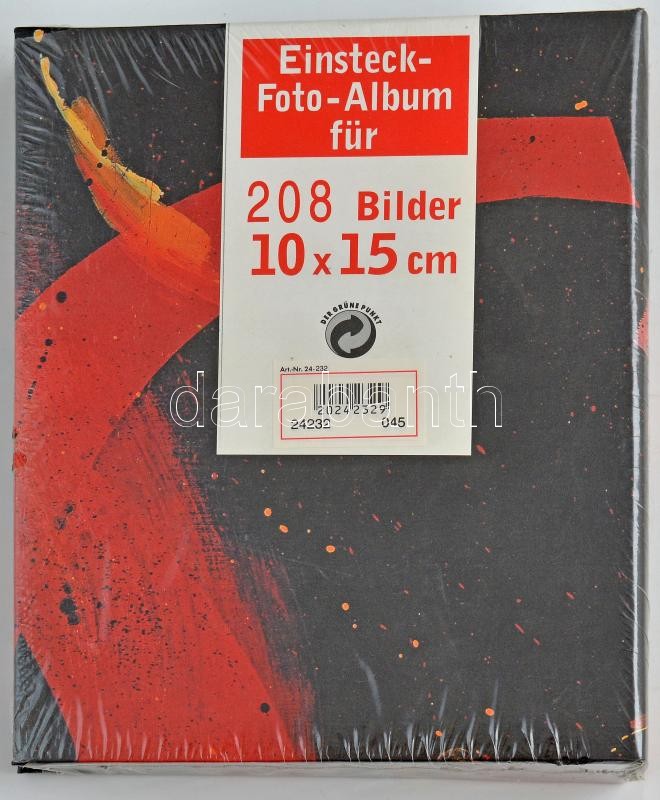 Einsteck-
Foto-Album
für
208 Bilder
10 x 15 cm
DER GRÜNE PUNKT
Art.-Nr. 24-232
20242329
24232 045
darabanth